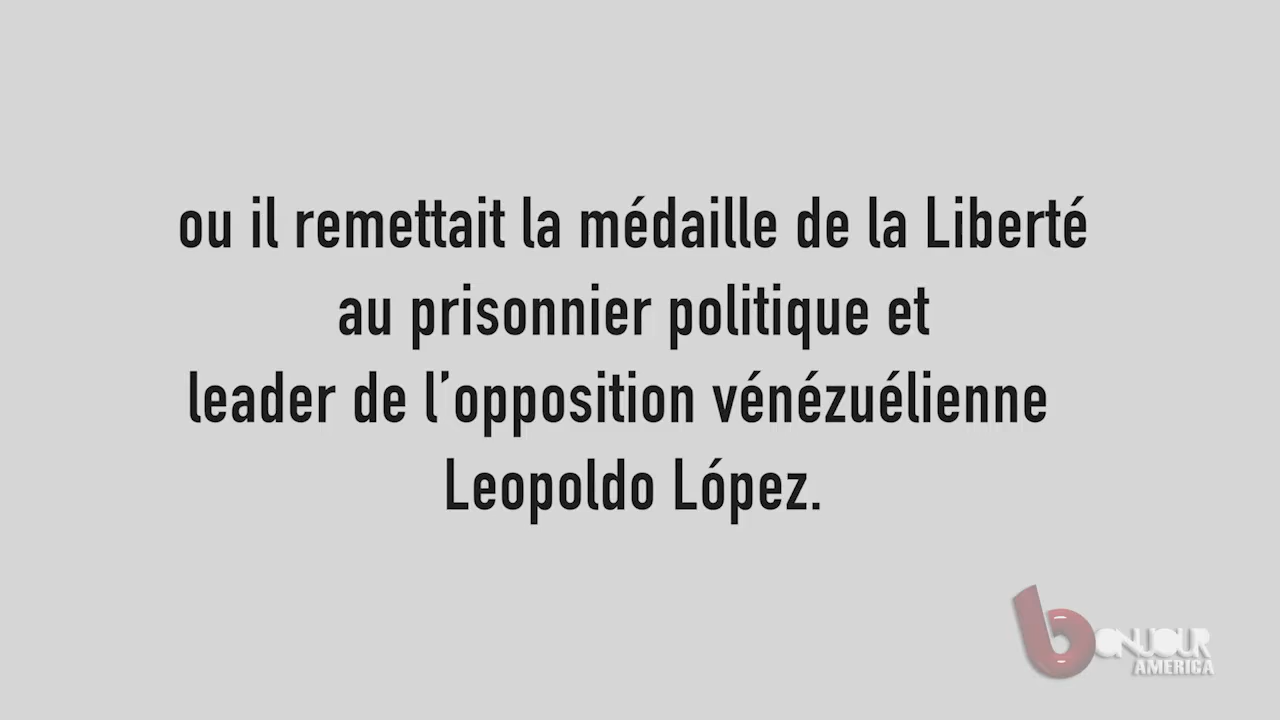 ou il remettait la médaille de la Liberté
au prisonnier politique et
leader de l’opposition vénézuélienne
Leopoldo López.
bONJOUR
AMERICA